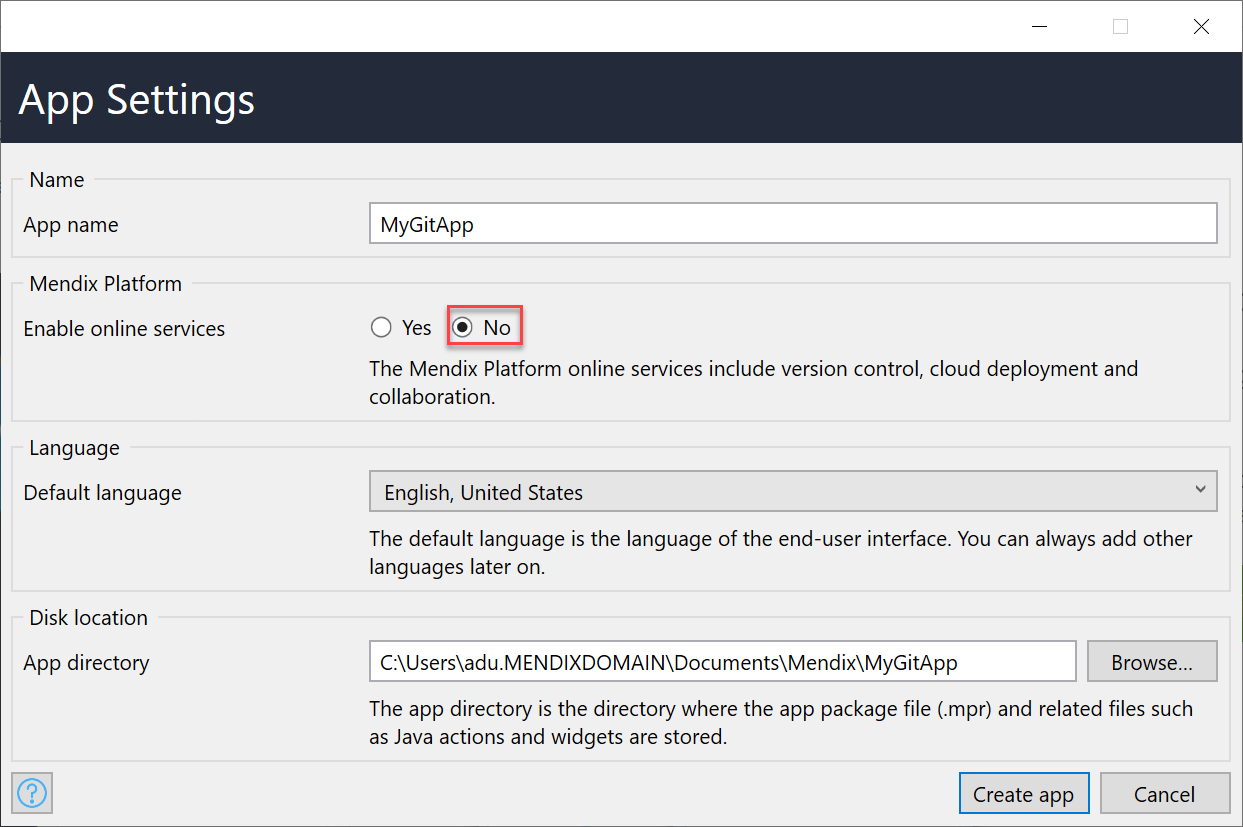 App Settings
Name
App name
MyGitApp
Mendix Platform
Enable online services
Yes
No
The Mendix Platform online services include version control, cloud deployment and
collaboration.
Language
Default language
English, United States
The default language is the language of the end-user interface. You can always add other
languages later on.
Disk location
App directory
C:\Users\adu.MENDIXDOMAIN\Documents\Mendix\MyGitApp
Browse...
The app directory is the directory where the app package file (.mpr) and related files such
as Java actions and widgets are stored.
?
Create app
Cancel